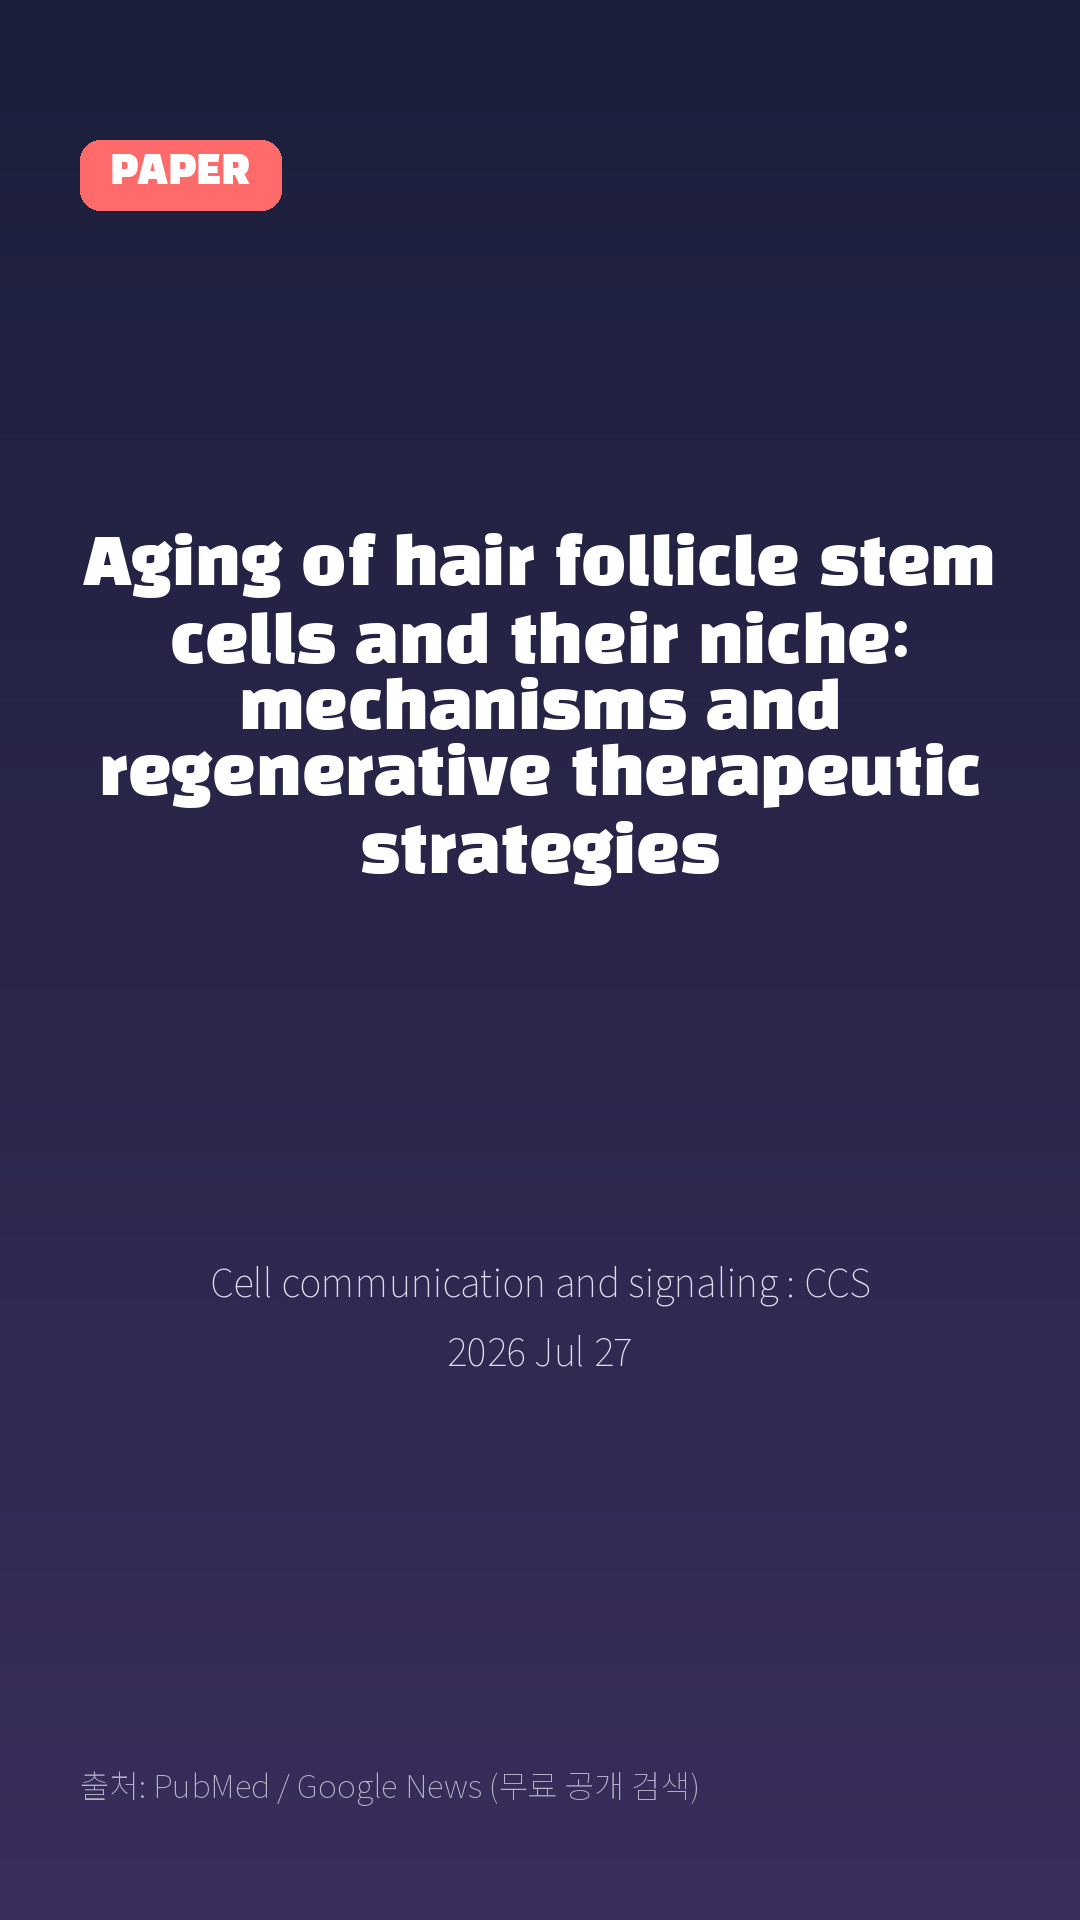 PAPER
Aging of hair follicle stem
cells and their niche:
mechanisms and
regenerative therapeutic
strategies
Cell communication and signaling : CCS
2026 Jul 27
출처: PubMed / Google News (무료 공개 검색)